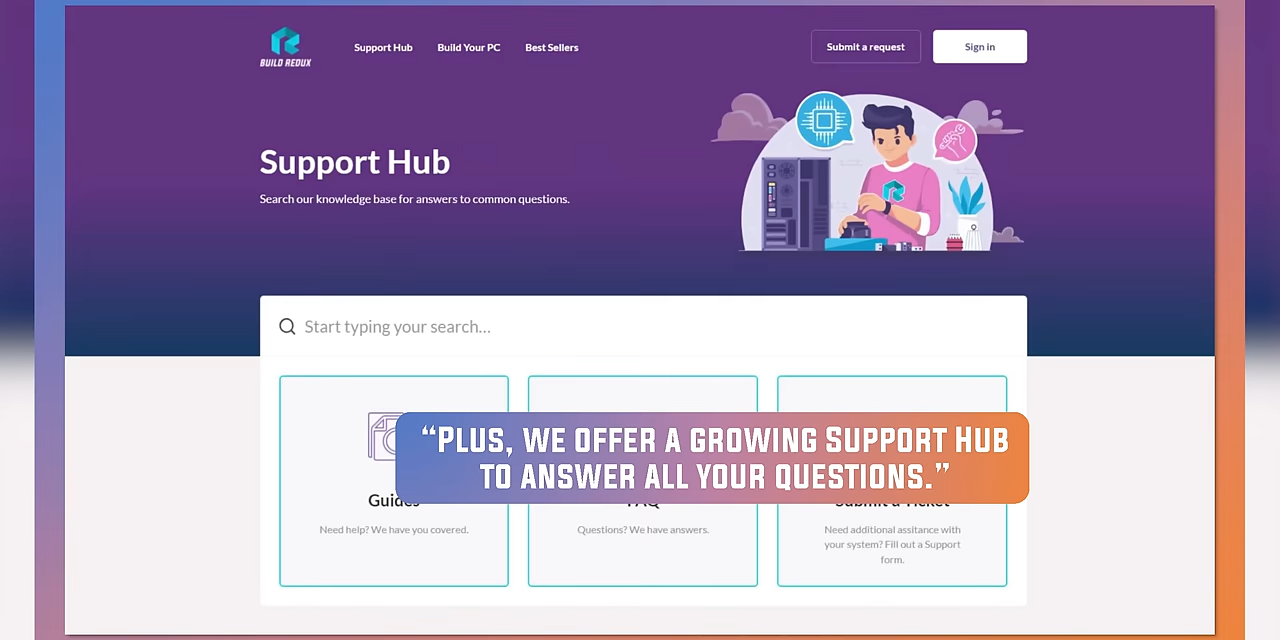 BUILD REDUX
Support Hub
Build Your PC
Best Sellers
Submit a request
Sign in
Support Hub
Search our knowledge base for answers to common questions.
Start typing your search...
“PLUS, WE OFFER A GROWING SUPPORT HUB
TO ANSWER ALL YOUR QUESTIONS.”
Guides
Need help? We have you covered.
FAQ
Questions? We have answers.
Submit a Ticket
Need additional assitance with
your system? Fill out a Support
form.